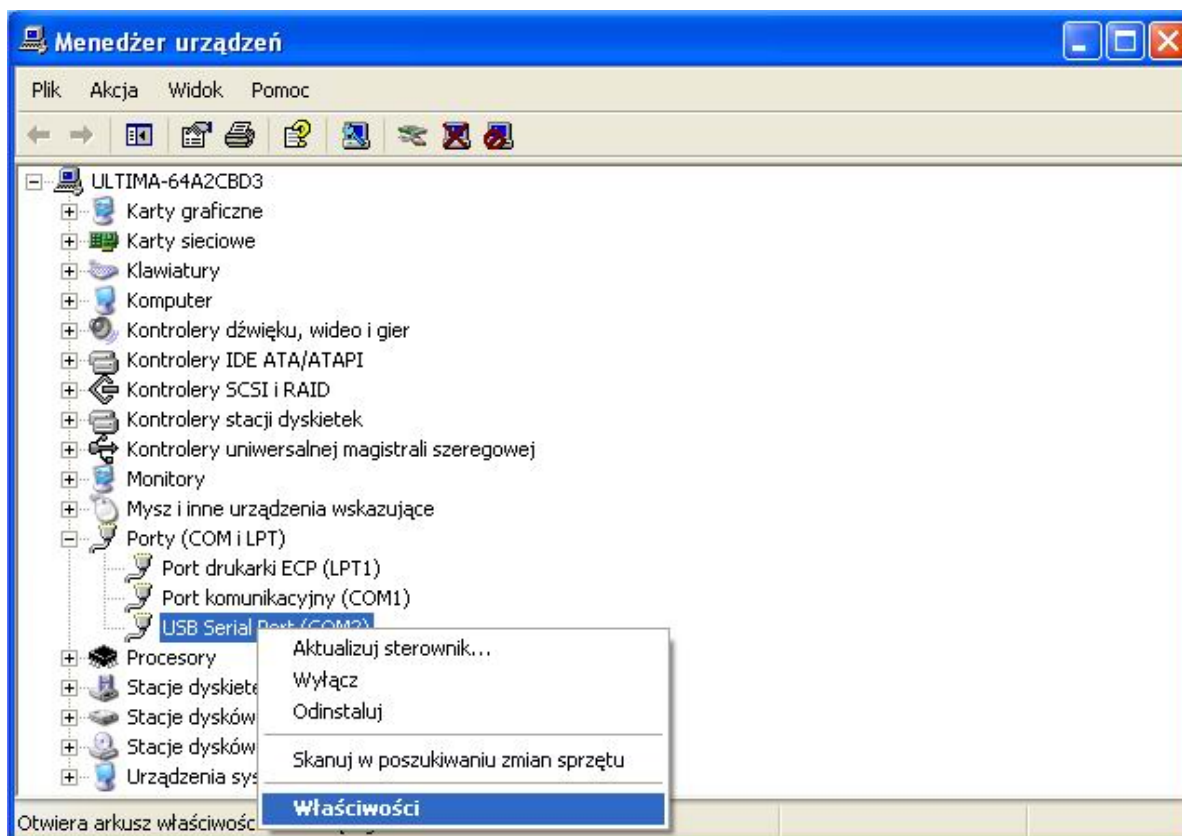 Menedżer urządzeń
Plik Akcja Widok Pomoc
ULTIMA-64A2CBD3
Karty graficzne
Karty sieciowe
Klawiatury
Komputer
Kontrolery dźwięku, wideo i gier
Kontrolery IDE ATA/ATAPI
Kontrolery SCSI i RAID
Kontrolery stacji dyskietek
Kontrolery uniwersalnej magistrali szeregowej
Monitory
Mysz i inne urządzenia wskazujące
Porty (COM i LPT)
Port drukarki ECP (LPT1)
Port komunikacyjny (COM1)
USB Serial Port (COM2)
Aktualizuj sterownik...
Procesory
Wyłącz
Stacje dyskiete
Odinstaluj
Stacje dysków
Stacje dysków
Skanuj w poszukiwaniu zmian sprzętu
Urządzenia sys
Właściwości
Otwiera arkusz właściwośc